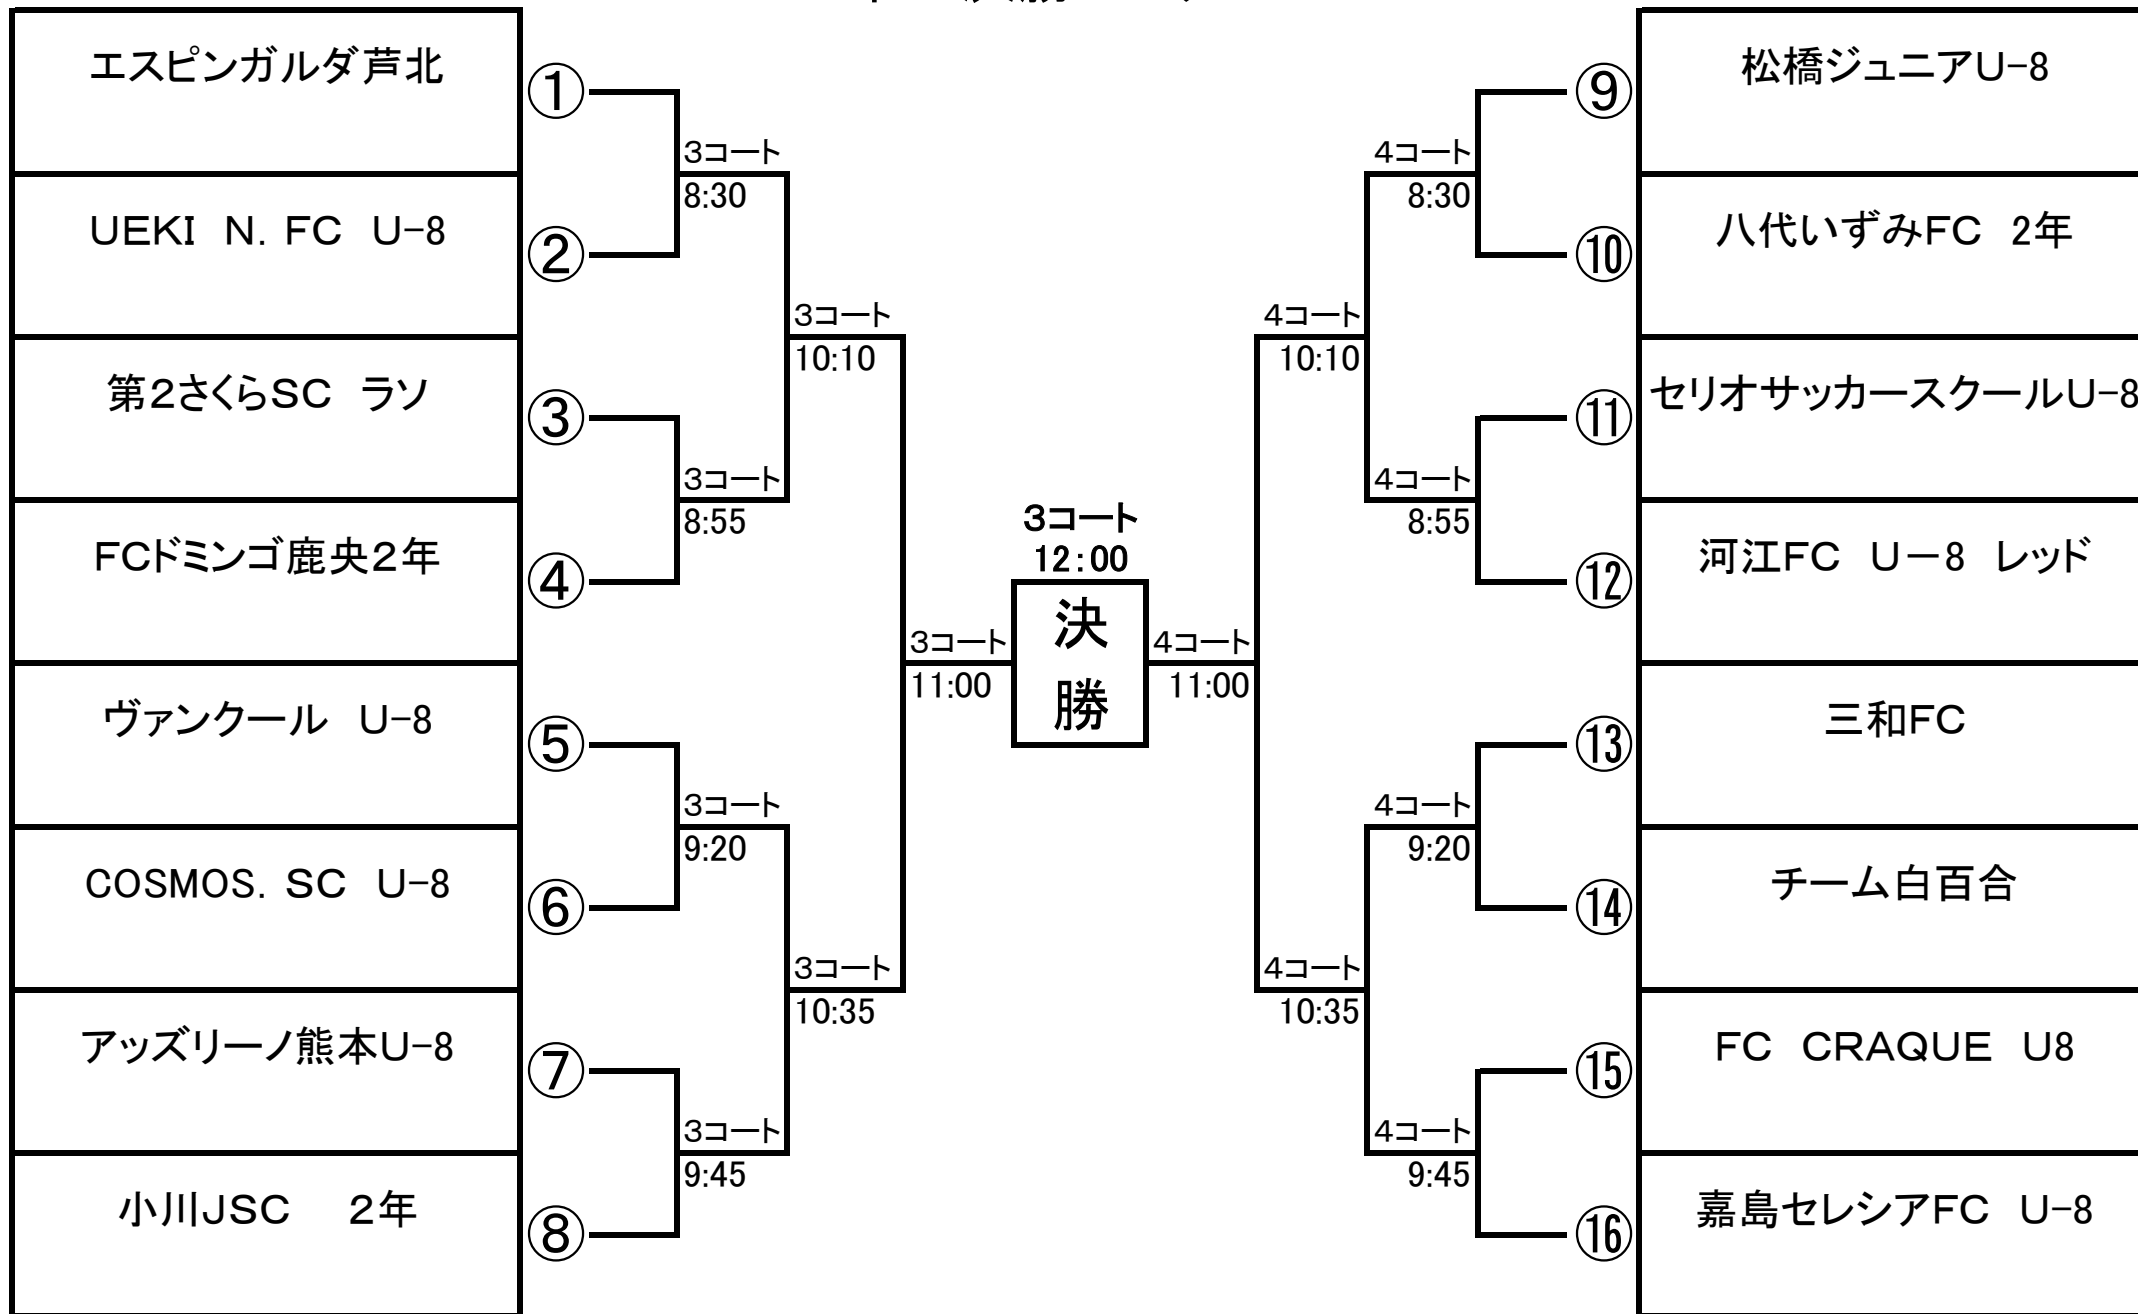 エスピンガルダ芦北
①
3コート
8:30
UEKI N. FC U-8
②
3コート
10:10
第2さくらSC ラソ
③
3コート
8:55
FCドミンゴ鹿央2年
④
3コート
11:00
ヴァンクール U-8
⑤
3コート
9:20
COSMOS. SC U-8
⑥
3コート
10:35
アッズリーノ熊本U-8
⑦
3コート
9:45
小川JSC 2年
⑧
3コート
12:00
決
勝
松橋ジュニアU-8
⑨
4コート
8:30
八代いずみFC 2年
⑩
4コート
10:10
セリオサッカースクールU-8
⑪
4コート
8:55
河江FC U－8 レッド
⑫
4コート
11:00
三和FC
⑬
4コート
9:20
チーム白百合
⑭
4コート
10:35
FC CRAQUE U8
⑮
4コート
9:45
嘉島セレシアFC U-8
⑯